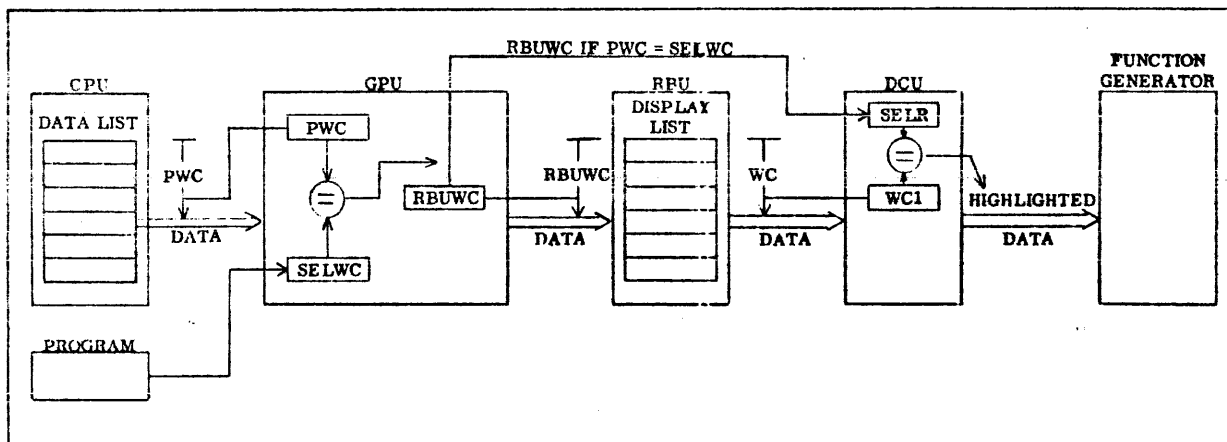 RBUWC IF PWC = SELWC
CPU
GPU
RBU
DCU
FUNCTION
GENERATOR
DATA LIST
DISPLAY
LIST
PWC
PWC
=
RBUWC
RBUWC
SELWC
DATA
DATA
WC
DATA
SELR
=
WC1
HIGHLIGHTED
DATA
PROGRAM